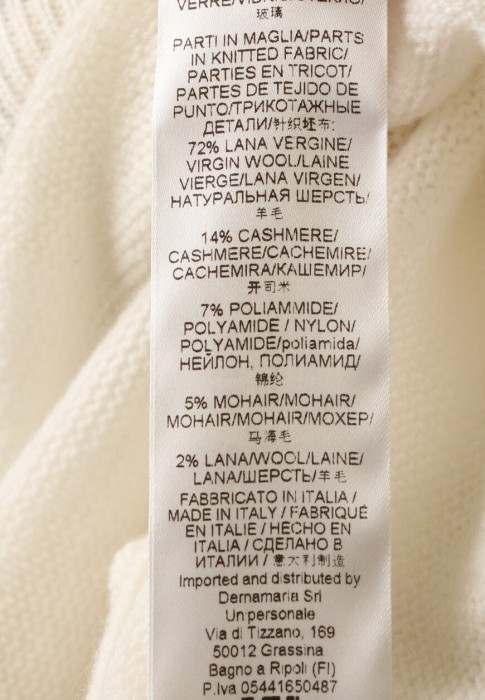 玻璃
PARTI IN MAGLIA/PARTS
IN KNITTED FABRIC/
PARTIES EN TRICOT/
PARTES DE TEJIDO DE
PUNTO/ТРИКОТАЖНЫЕ
ДЕТАЛИ/针织坯布:
72% LANA VERGINE/
VIRGIN WOOL/LAINE
VIERGE/LANA VIRGEN/
НАТУРАЛЬНАЯ ШЕРСТЬ/
羊毛
14% CASHMERE/
CASHMERE/CACHEMIRE/
CACHEMIRA/КАШЕМИР/
开司米
7% POLIAMMIDE/
POLYAMIDE / NYLON/
POLYAMIDE/poliamida/
НЕЙЛОН, ПОЛИАМИД/
锦纶
5% MOHAIR/MOHAIR/
MOHAIR/MOHAIR/МОХЕР/
马海毛
2% LANA/WOOL/LAINE/
LANA/ШЕРСТЬ/羊毛
FABBRICATO IN ITALIA /
MADE IN ITALY / FABRIQUÉ
EN ITALIE / HECHO EN
ITALIA / СДЕЛАНО В
ИТАЛИИ / 意大利制造
Imported and distributed by
Dernamaria Srl
Unipersonale
Via di Tizzano, 169
50012 Grassina
Bagno a Ripoli (FI)
P.Iva 05441650487